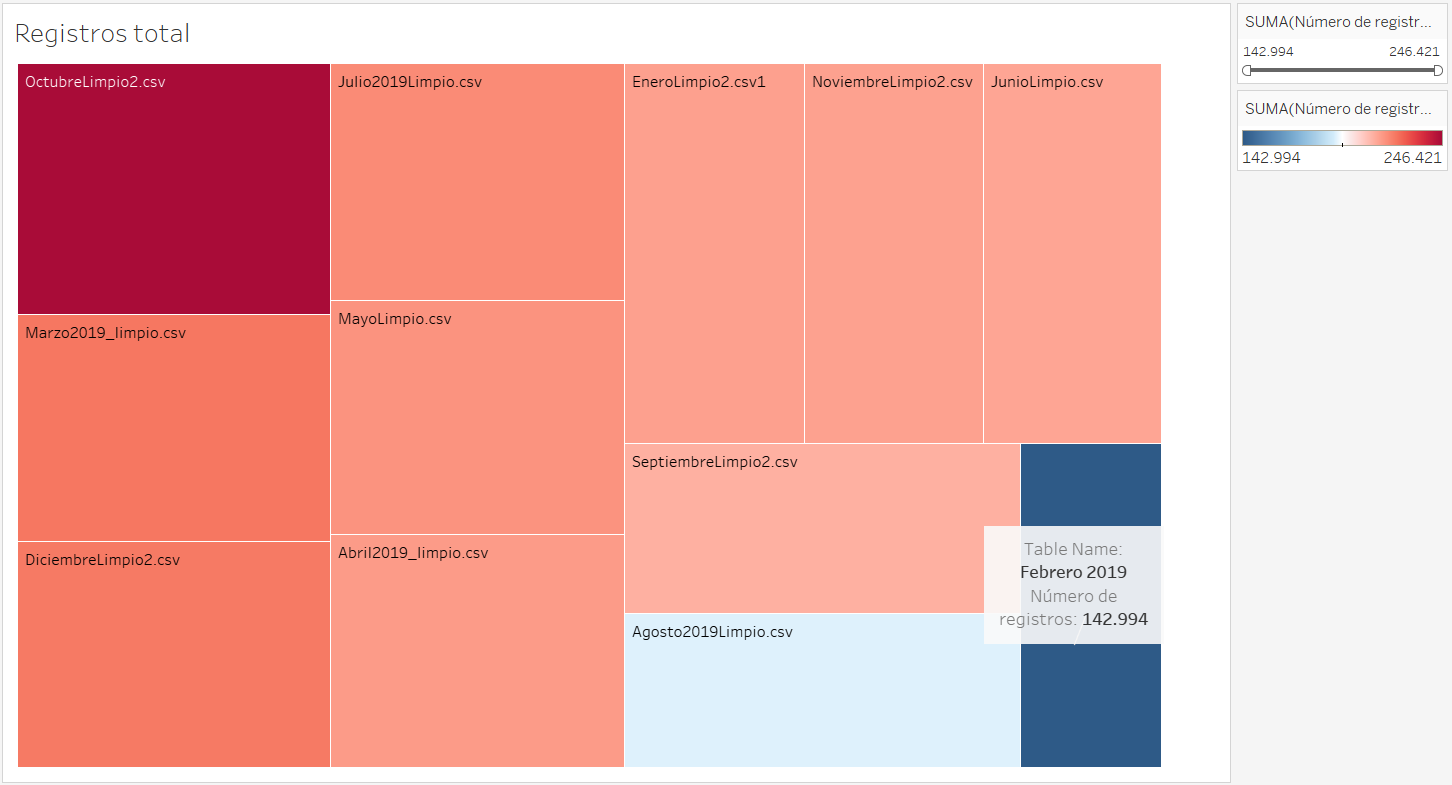 Registros total
OctubreLimpio2.csv
Julio2019Limpio.csv
EneroLimpio2.csv1
NoviembreLimpio2.csv
JunioLimpio.csv
Marzo2019_limpio.csv
MayoLimpio.csv
DiciembreLimpio2.csv
Abril2019_limpio.csv
SeptiembreLimpio2.csv
Agosto2019Limpio.csv
Table Name:
Febrero 2019
Número de
registros: 142.994
SUMA(Número de registr...
142.994 246.421
SUMA(Número de registr...
142.994 246.421